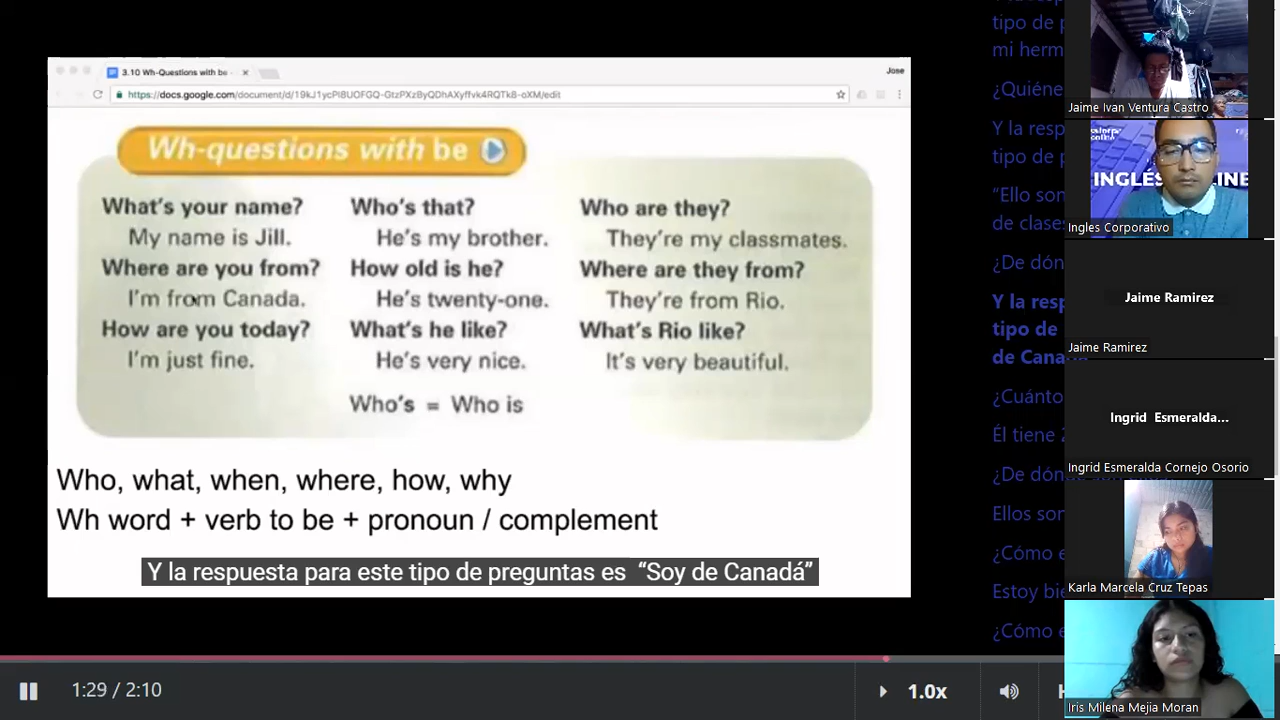 3.10 Wh-Questions with be
Jose
https://docs.google.com/document/d/19kJ1ycPl8UOFGQ-GtzPXzByQDhAXyffvk4RQTk8-oXM/edit
Wh-questions with be
What's your name?
My name is Jill.
Where are you from?
I'm from Canada.
How are you today?
I'm just fine.
Who's that?
He's my brother.
How old is he?
He's twenty-one.
What's he like?
He's very nice.
Who's = Who is
Who are they?
They're my classmates.
Where are they from?
They're from Rio.
What's Rio like?
It's very beautiful.
Who, what, when, where, how, why
Wh word + verb to be + pronoun / complement
Y la respuesta para este tipo de preguntas es “Soy de Canadá”
1:29 / 2:10
1.0x
tipo de
mi herm
¿Quiéne
Y la resp
tipo de
“Ello son
de clases
¿De dón
Y la resp
tipo de
de Cana
¿Cuánto
Él tiene
¿De dón
Ellos son
¿Cómo e
Estoy bie
¿Cómo e
Jaime Ivan Ventura Castro
INGLÉS
INE
Ingles Corporativo
Jaime Ramirez
Jaime Ramirez
Ingrid Esmeralda...
Ingrid Esmeralda Cornejo Osorio
Karla Marcela Cruz Tepas
Iris Milena Mejia Moran